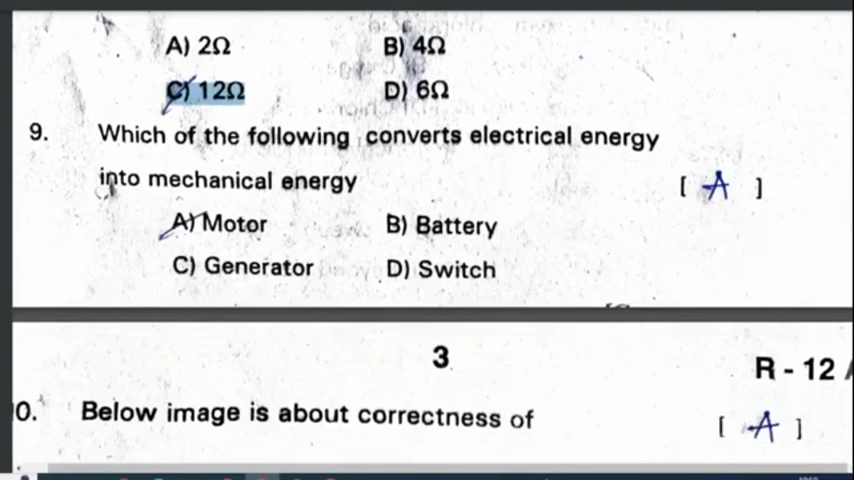 A) 2Ω B) 4Ω
C) 12Ω D) 6Ω
9. Which of the following converts electrical energy
into mechanical energy [ A ]
A) Motor B) Battery
C) Generator D) Switch
3
R - 12
0. Below image is about correctness of [ A ]